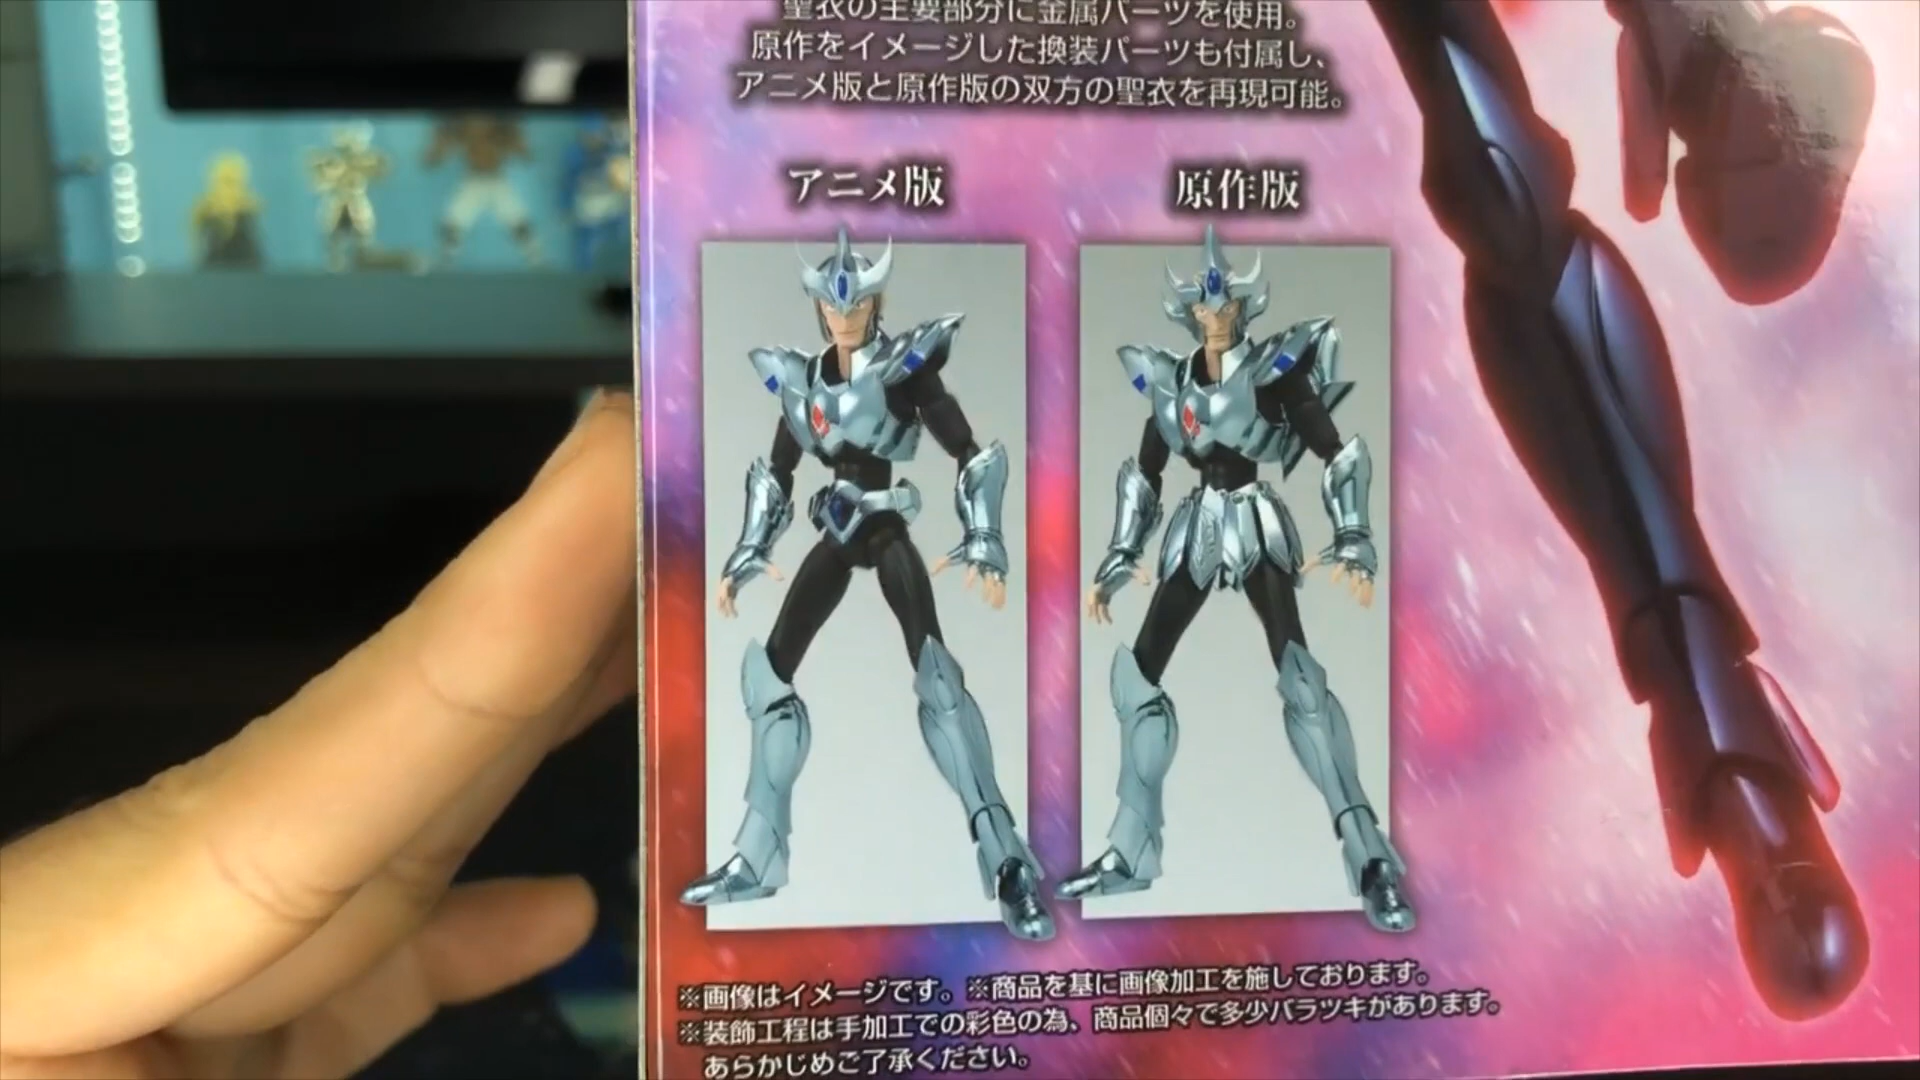 聖衣の主要部分に金属パーツを使用。
原作をイメージした換装パーツも付属し、
アニメ版と原作版の双方の聖衣を再現可能。
アニメ版
原作版
※画像はイメージです。※商品を基に画像加工を施しております。
※装飾工程は手加工での彩色の為、商品個々で多少バラツキがあります。
あらかじめご了承ください。